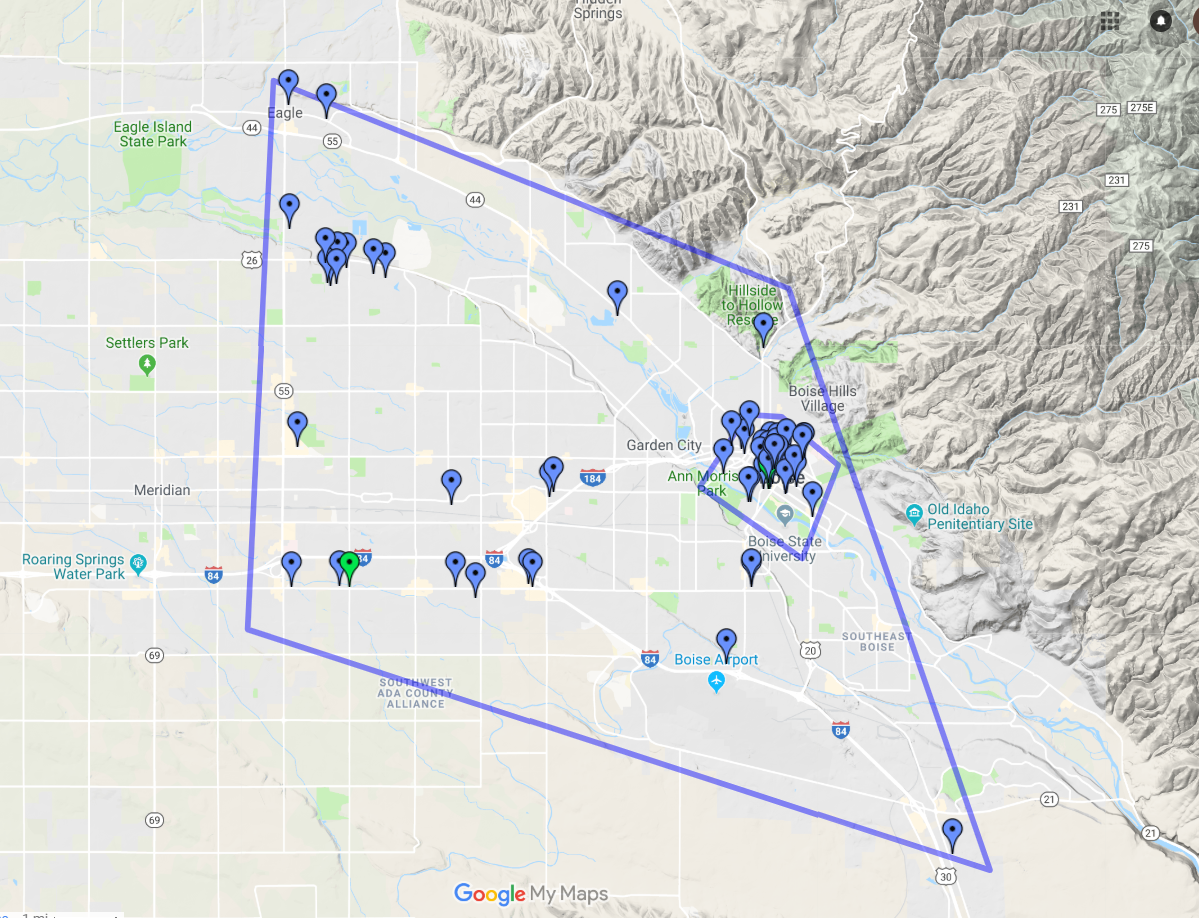 Hidden
Springs
275
275E
Eagle
44
55
Eagle Island
State Park
231
44
231
275
26
Hillside
to Hollow
Settlers Park
55
Boise Hills
Village
Garden City
Ann Morris
Park
184
Meridian
Old Idaho
Penitentiary Site
Boise State
University
Roaring Springs
Water Park
84
84
84
SOUTHEAST
BOISE
20
69
84
Boise Airport
SOUTHWEST
ADA COUNTY
ALLIANCE
84
21
69
21
30
Google My Maps
1 mi